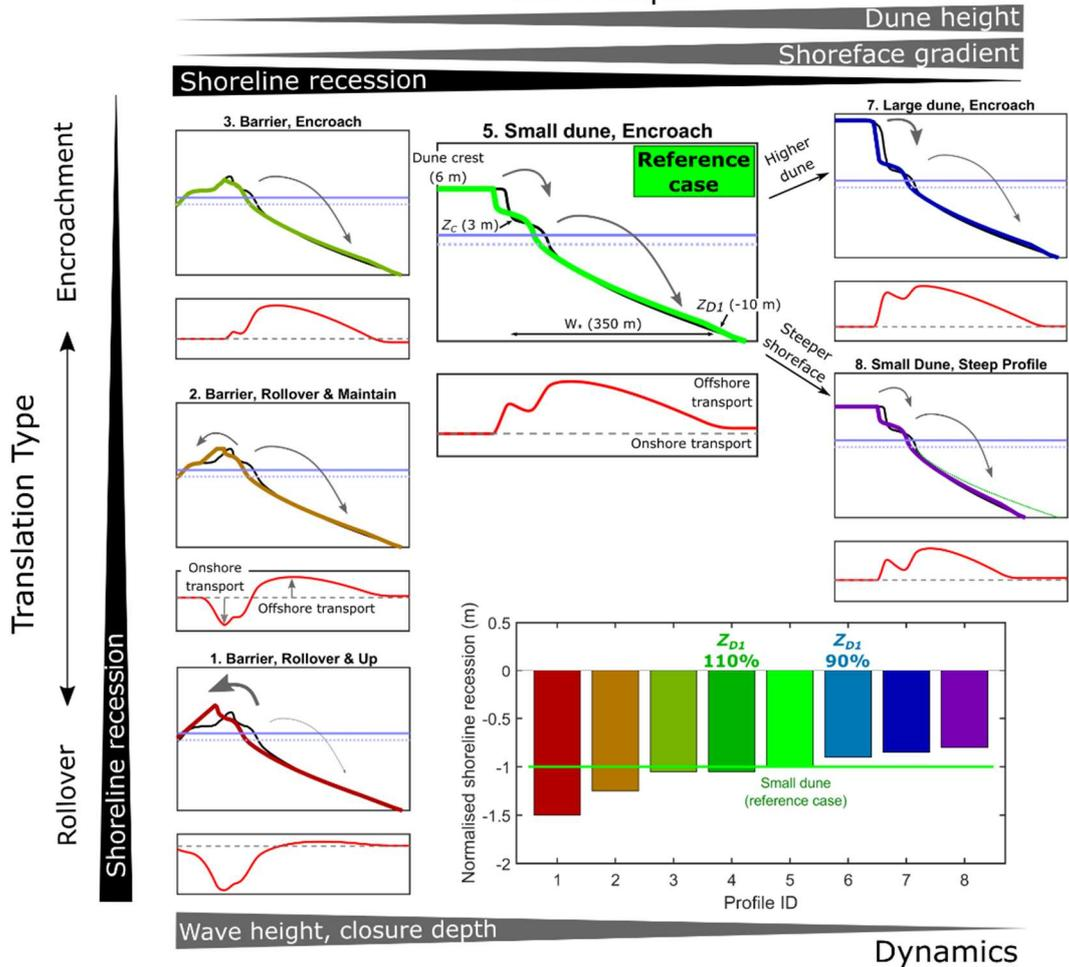 Dune height
Shoreface gradient
Shoreline recession
Encroachment
Translation Type
Rollover
Shoreline recession
3. Barrier, Encroach
5. Small dune, Encroach
Reference
case
Dune crest
(6 m)
ZC (3 m)
ZD1 (-10 m)
W* (350 m)
Higher
dune
Steeper
shoreface
7. Large dune, Encroach
Offshore
transport
Onshore transport
8. Small Dune, Steep Profile
2. Barrier, Rollover & Maintain
Onshore
transport
Offshore transport
1. Barrier, Rollover & Up
Normalised shoreline recession (m)
0.5
0
-0.5
-1
-1.5
-2
ZD1
110%
ZD1
90%
Small dune
(reference case)
1 2 3 4 5 6 7 8
Profile ID
Wave height, closure depth
Dynamics